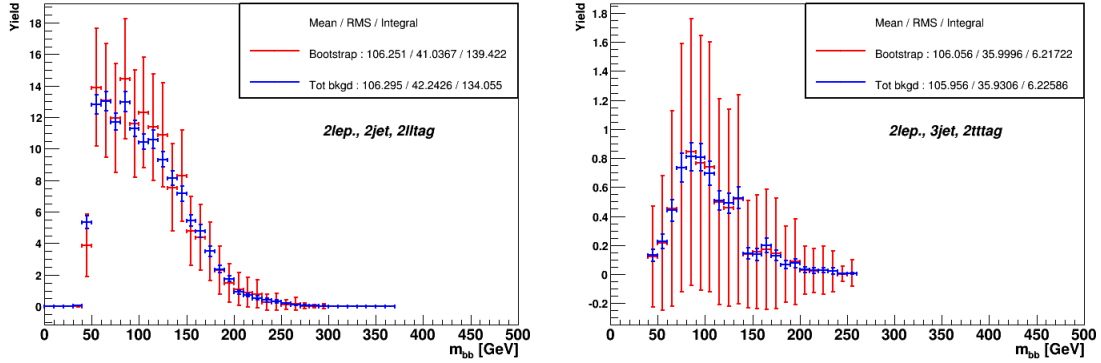 Yield
18
16
14
12
10
8
6
4
2
0
0 50 100 150 200 250 300 350 400 450 500
m_bb [GeV]
Mean / RMS / Integral
Bootstrap : 106.251 / 41.0367 / 139.422
Tot bkgd : 106.295 / 42.2426 / 134.055
2lep., 2jet, 2lltag
Yield
1.8
1.6
1.4
1.2
1
0.8
0.6
0.4
0.2
0
-0.2
0 50 100 150 200 250 300 350 400 450 500
m_bb [GeV]
Mean / RMS / Integral
Bootstrap : 106.056 / 35.9996 / 6.21722
Tot bkgd : 105.956 / 35.9306 / 6.22586
2lep., 3jet, 2tttag